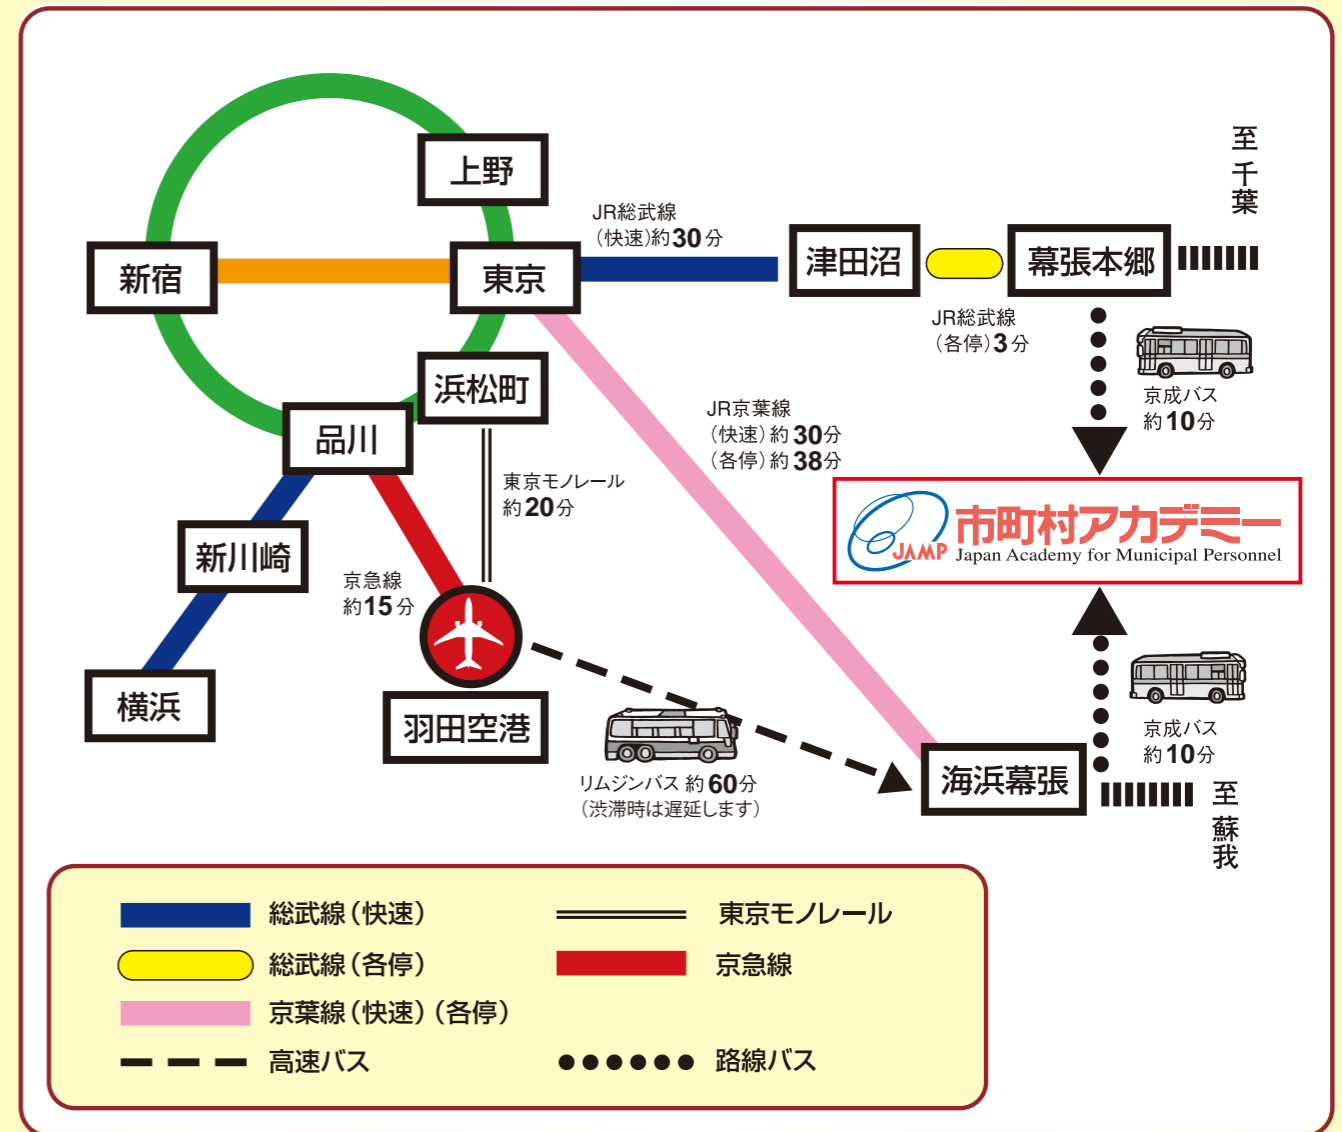 上野
新宿
東京
JR総武線
（快速）約30分
津田沼
幕張本郷
至千葉
JR総武線
（各停）3分
浜松町
品川
JR京葉線
（快速）約30分
（各停）約38分
京成バス
約10分
東京モノレール
約20分
JAMP
市町村アカデミー
Japan Academy for Municipal Personnel
新川崎
京急線
約15分
横浜
羽田空港
リムジンバス 約60分
（渋滞時は遅延します）
海浜幕張
京成バス
約10分
至蘇我
総武線（快速）
東京モノレール
総武線（各停）
京急線
京葉線（快速）（各停）
高速バス
路線バス